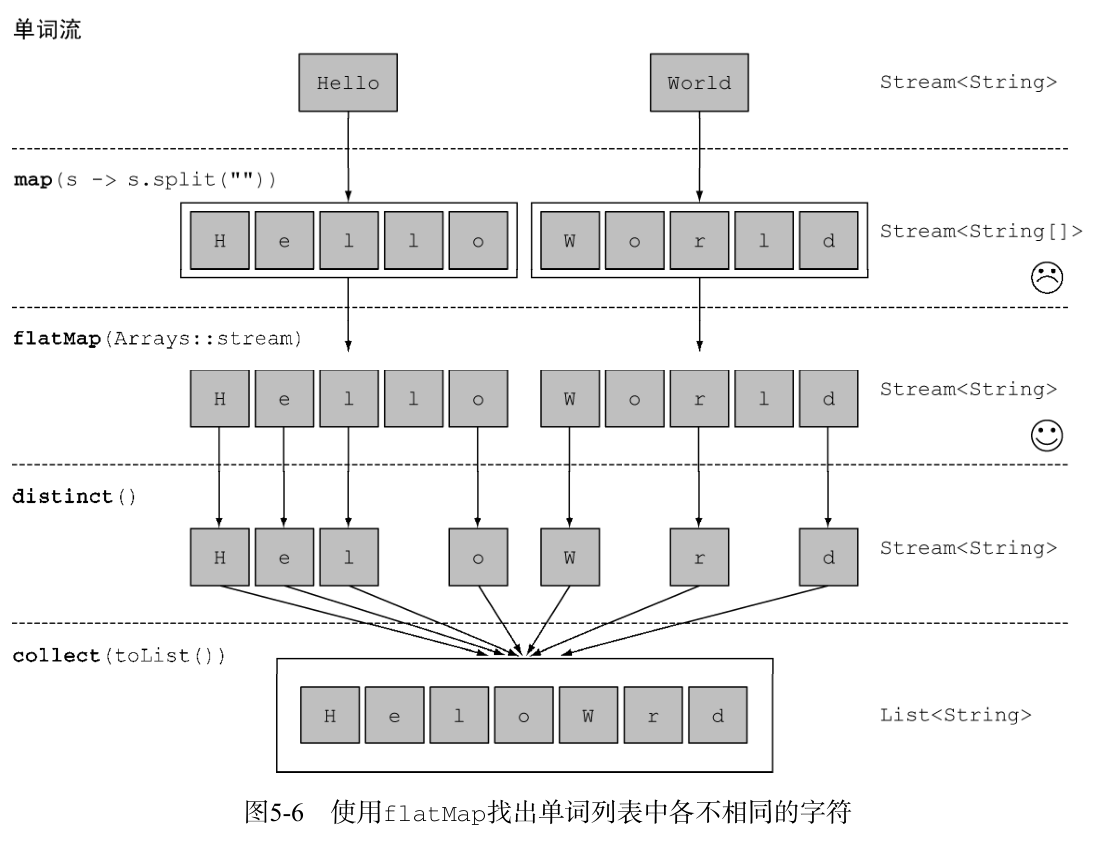 单词流
Hello World Stream<String>
map(s -> s.split(""))
H e l l o W o r l d Stream<String[]>
flatMap(Arrays::stream)
H e l l o W o r l d Stream<String>
distinct()
H e l o W r d Stream<String>
collect(toList())
H e l o W r d List<String>
图5-6 使用flatMap找出单词列表中各不相同的字符